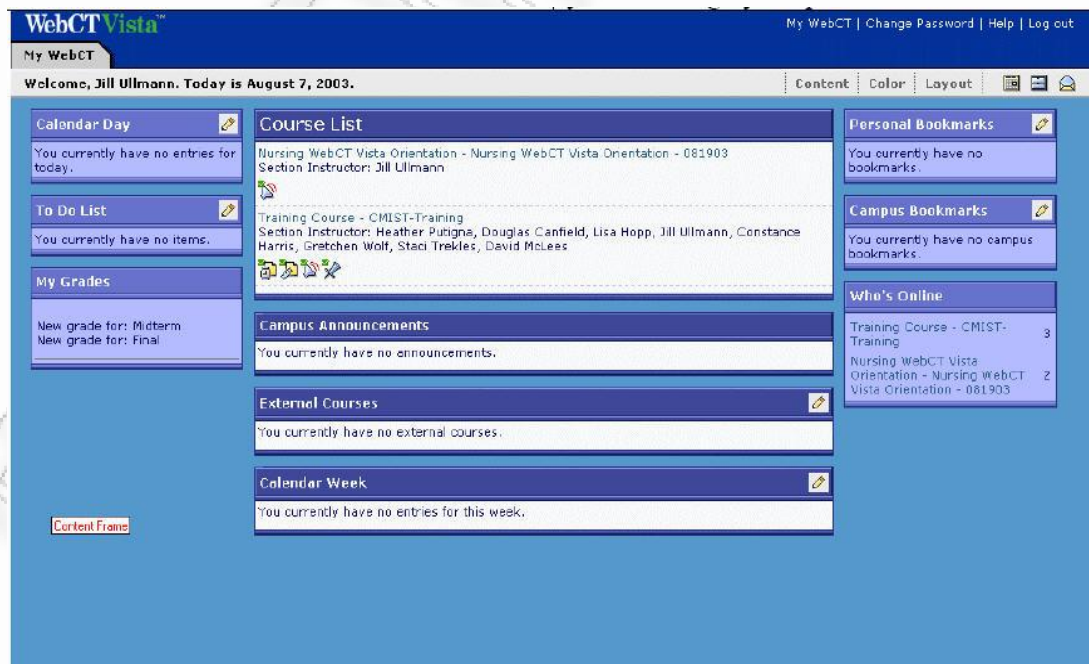 WebCT Vista™
My WebCT | Change Password | Help | Log out
My WebCT
Welcome, Jill Ullmann. Today is August 7, 2003.
Content
Color
Layout
Calendar Day
You currently have no entries for
today.
To Do List
You currently have no items.
My Grades
New grade for: Midterm
New grade for: Final
Course List
Nursing WebCT Vista Orientation - Nursing WebCT Vista Orientation - 081903
Section Instructor: Jill Ullmann
Training Course - CMIST-Training
Section Instructor: Heather Putigna, Douglas Canfield, Lisa Hopp, Jill Ullmann, Constance
Harris, Gretchen Wolf, Staci Trekles, David McLees
Campus Announcements
You currently have no announcements.
External Courses
You currently have no external courses.
Calendar Week
You currently have no entries for this week.
Personal Bookmarks
You currently have no
bookmarks.
Campus Bookmarks
You currently have no campus
bookmarks.
Who's Online
Training Course - CMIST-
Training 3
Nursing WebCT Vista
Orientation - Nursing WebCT 2
Vista Orientation - 081903
Content Frame